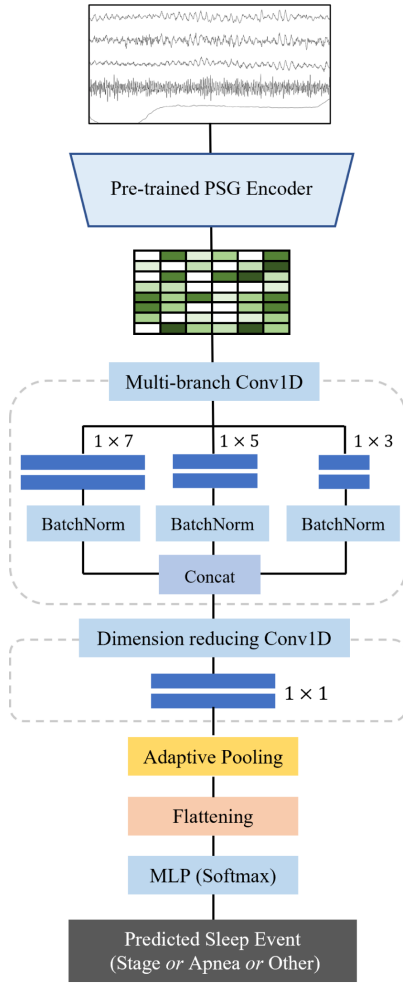 Pre-trained PSG Encoder
Multi-branch Conv1D
1 × 7
1 × 5
1 × 3
BatchNorm
BatchNorm
BatchNorm
Concat
Dimension reducing Conv1D
1 × 1
Adaptive Pooling
Flattening
MLP (Softmax)
Predicted Sleep Event
(Stage or Apnea or Other)